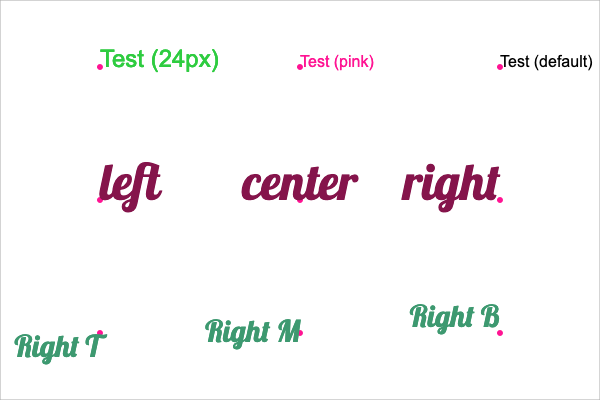 Test (24px)
Test (pink)
Test (default)
left
center
right
Right T
Right M
Right B